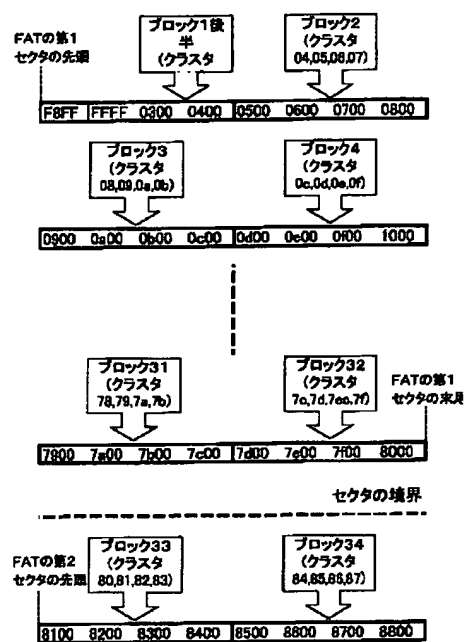 FATの第1
セクタの先頭
ブロック1後
半
(クラスタ
ブロック2
(クラスタ
04,05,06,07)
F8FF FFFF 0300 0400 0500 0600 0700 0800
ブロック3
(クラスタ
08,09,0a,0b)
ブロック4
(クラスタ
0c,0d,0e,0f)
0900 0a00 0b00 0c00 0d00 0e00 0f00 1000
ブロック31
(クラスタ
78,79,7a,7b)
ブロック32
(クラスタ
7c,7d,7ec,7f)
FATの第1
セクタの末尾
7900 7a00 7b00 7c00 7d00 7e00 7f00 8000
セクタの境界
FATの第2
セクタの先頭
ブロック33
(クラスタ
80,81,82,83)
ブロック34
(クラスタ
84,85,86,87)
8100 8200 8300 8400 8500 8600 8700 8800